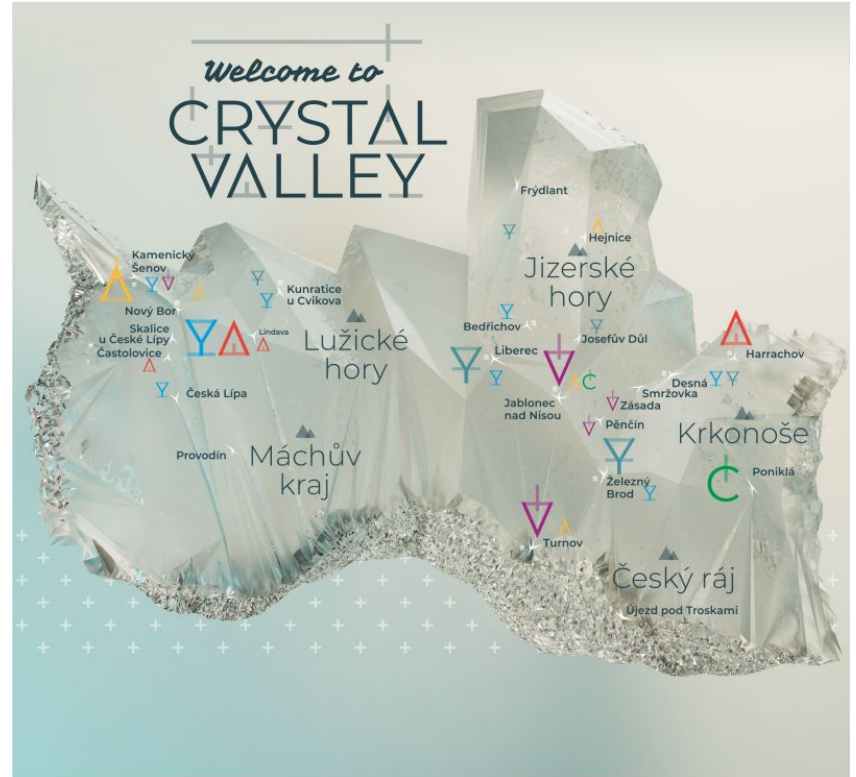 Welcome to
CRYSTAL
VALLEY
Frýdlant
Hejnice
Jizerské
hory
Kamenický
Šenov
Kunratice
u Cvikova
Nový Bor
Skalice
u České Lípy
Lindava
Lužické
hory
Bedřichov
Josefův Důl
Častolovice
Liberec
Harrachov
Desná
Smržovka
Česká Lípa
Jablonec
nad Nisou
Zásada
Pěnčín
Krkonoše
Provodín
Máchův
kraj
Železný
Brod
Poniklá
Turnov
Český ráj
Újezd pod Troskami